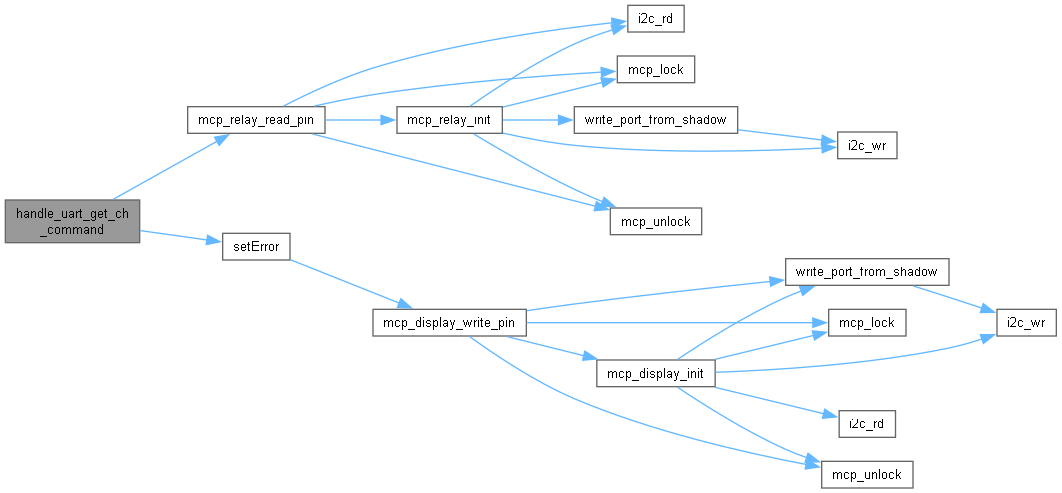 i2c_rd
mcp_lock
mcp_relay_read_pin
mcp_relay_init
write_port_from_shadow
i2c_wr
handle_uart_get_ch
_command
mcp_unlock
setError
write_port_from_shadow
mcp_display_write_pin
mcp_lock
i2c_wr
mcp_display_init
i2c_rd
mcp_unlock